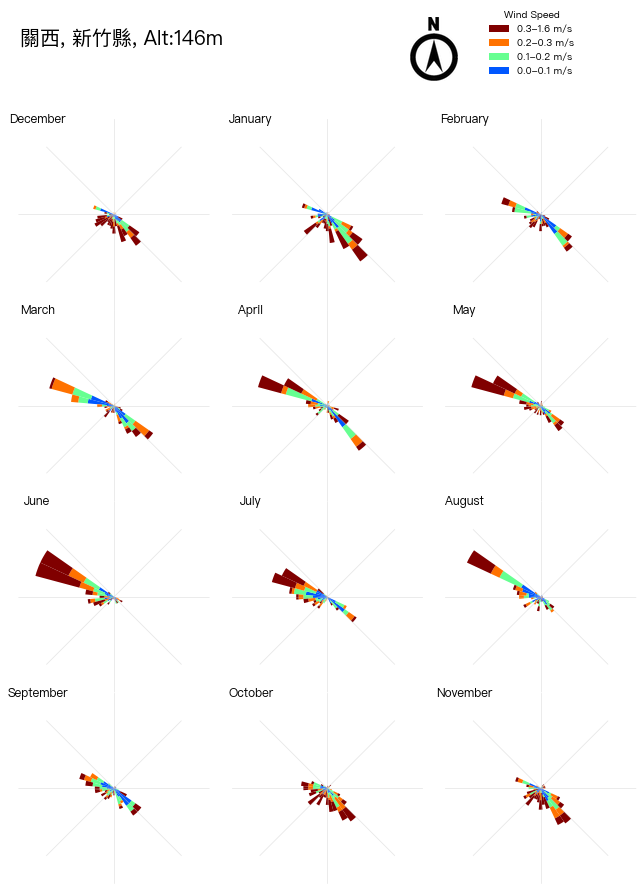 關西, 新竹縣, Alt:146m
N
Wind Speed
0.3–1.6 m/s
0.2–0.3 m/s
0.1–0.2 m/s
0.0–0.1 m/s
December
January
February
March
April
May
June
July
August
September
October
November